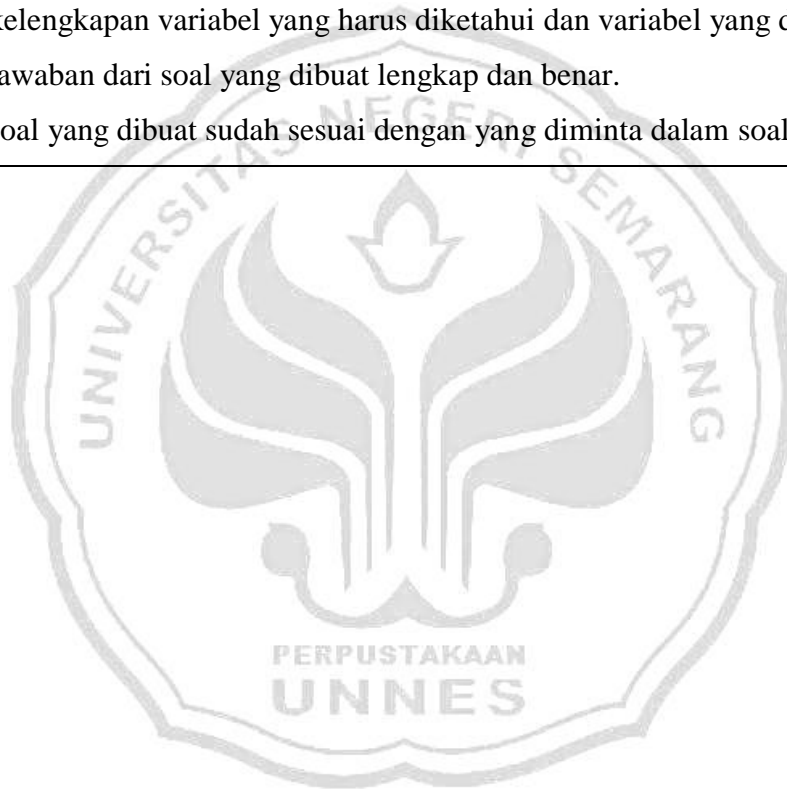 kelengkapan variabel yang harus diketahui dan variabel yang
awaban dari soal yang dibuat lengkap dan benar.
oal yang dibuat sudah sesuai dengan yang diminta dalam soal
UNIVERSITAS NEGERI SEMARANG
PERPUSTAKAAN
UNNES